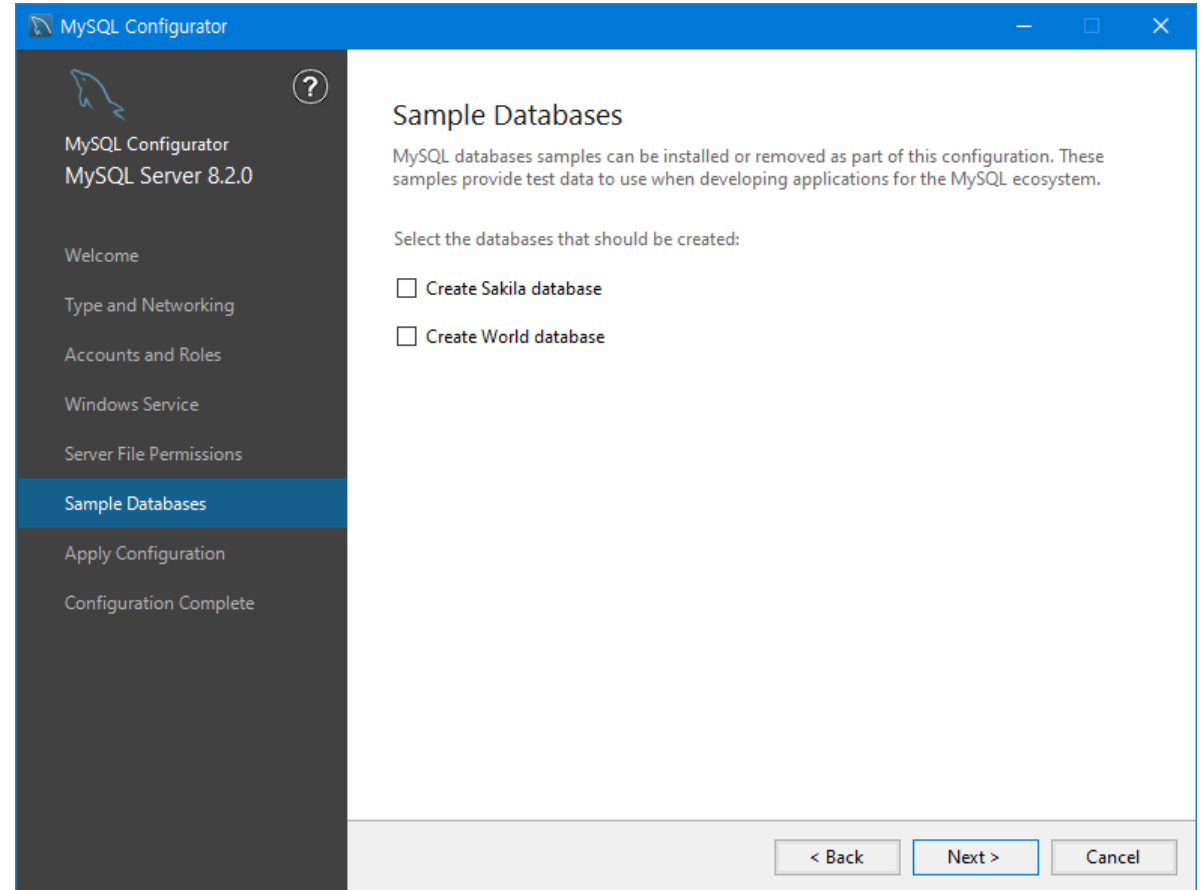 MySQL Configurator
?
MySQL Configurator
MySQL Server 8.2.0
Welcome
Type and Networking
Accounts and Roles
Windows Service
Server File Permissions
Sample Databases
Apply Configuration
Configuration Complete
Sample Databases
MySQL databases samples can be installed or removed as part of this configuration. These
samples provide test data to use when developing applications for the MySQL ecosystem.
Select the databases that should be created:
Create Sakila database
Create World database
< Back
Next >
Cancel